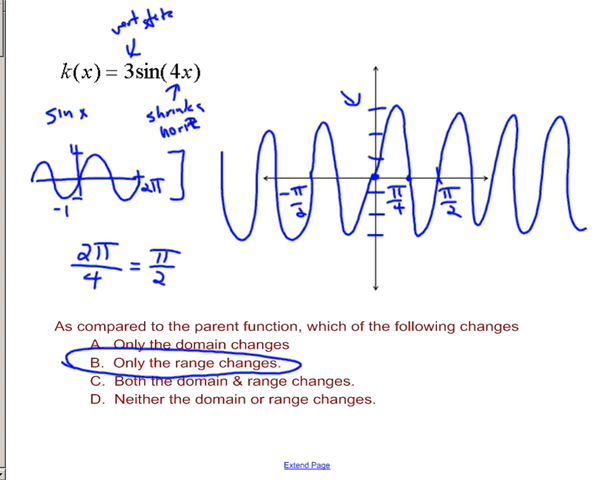 vert stretch
k(x) = 3sin(4x)
shrinks
horiz
sin x
1
2π
-1
2π/4 = π/2
-π/2
π/4
π/2
As compared to the parent function, which of the following changes
A. Only the domain changes
B. Only the range changes.
C. Both the domain & range changes.
D. Neither the domain or range changes.
Extend Page